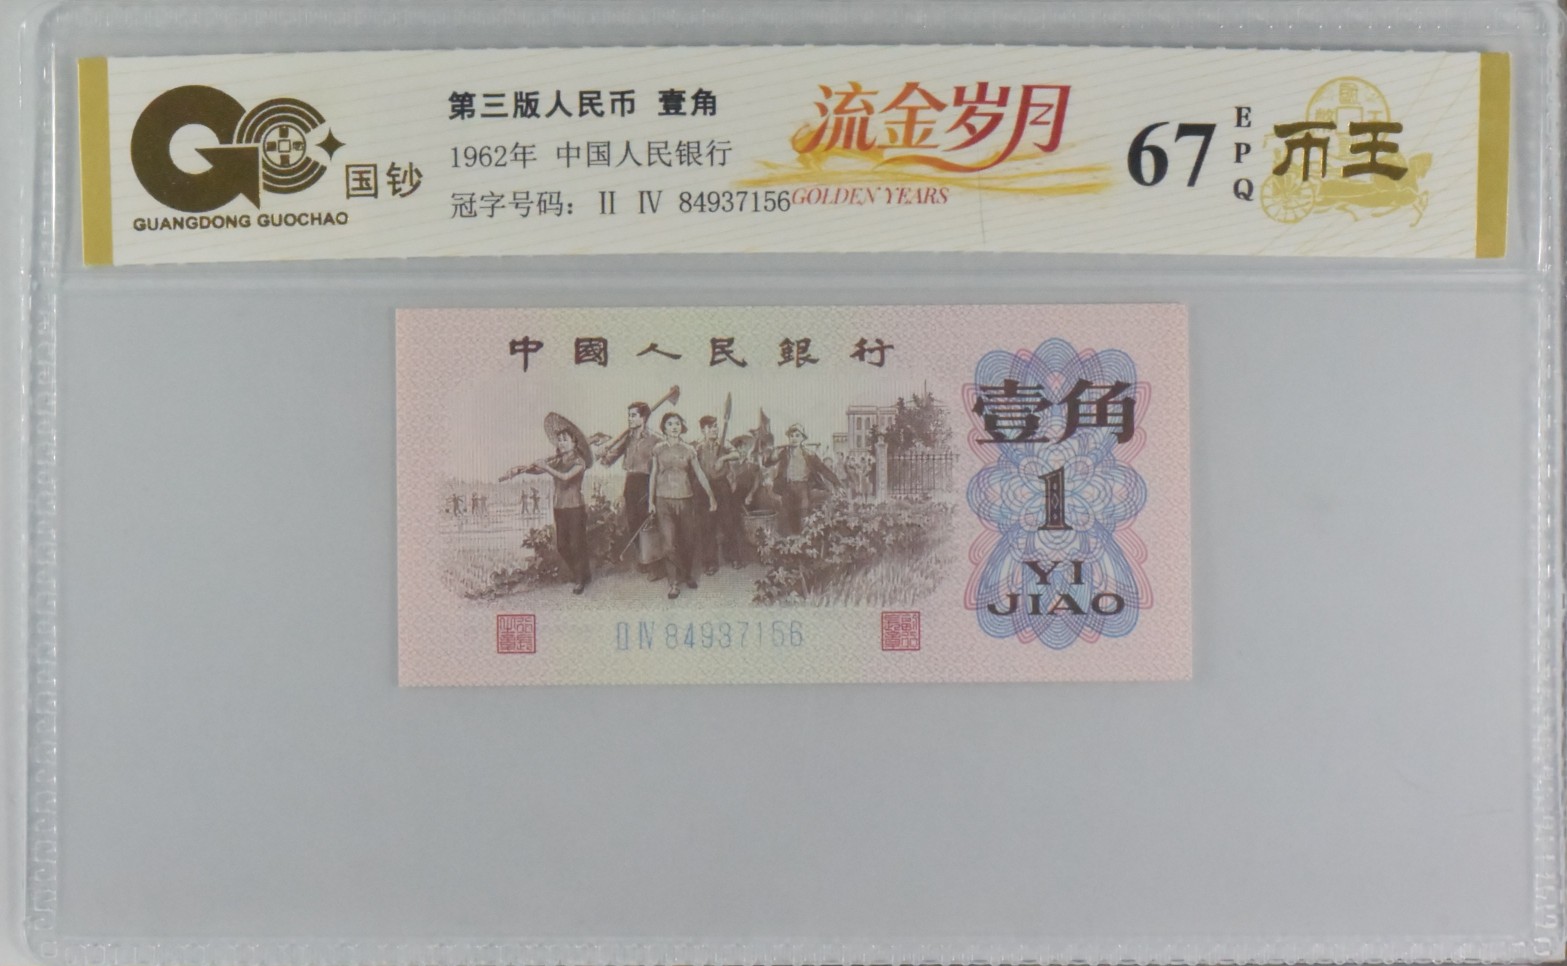 GUANGDONG GUOCHAO
国钞
第三版人民币 壹角
1962年 中国人民银行
冠字号码: II IV 84937156
流金岁月
GOLDEN YEARS
67
EPQ
币王
中國人民銀行
壹角
1
YI
JIAO
II IV 84937156